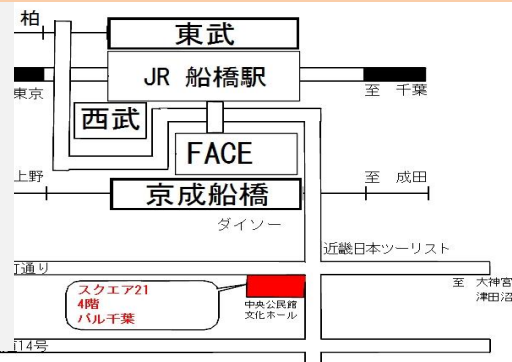 柏
東武
JR 船橋駅
東京
至 千葉
西武
FACE
上野
京成船橋
至 成田
ダイソー
近畿日本ツーリスト
町通り
至 大神宮
津田沼
スクエア21
4階
パル千葉
中央公民館
文化ホール
道14号